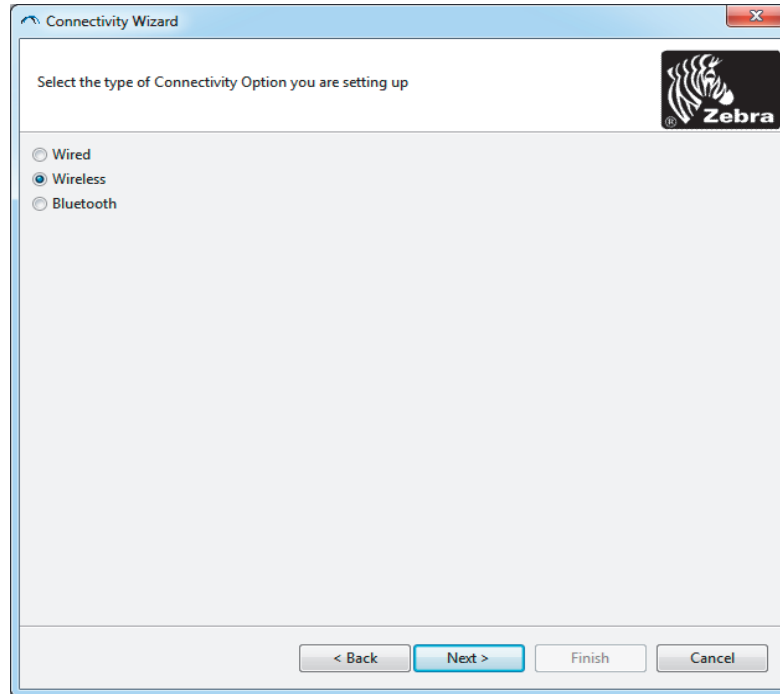 Connectivity Wizard
Select the type of Connectivity Option you are setting up
® Zebra
Wired
Wireless
Bluetooth
< Back Next > Finish Cancel